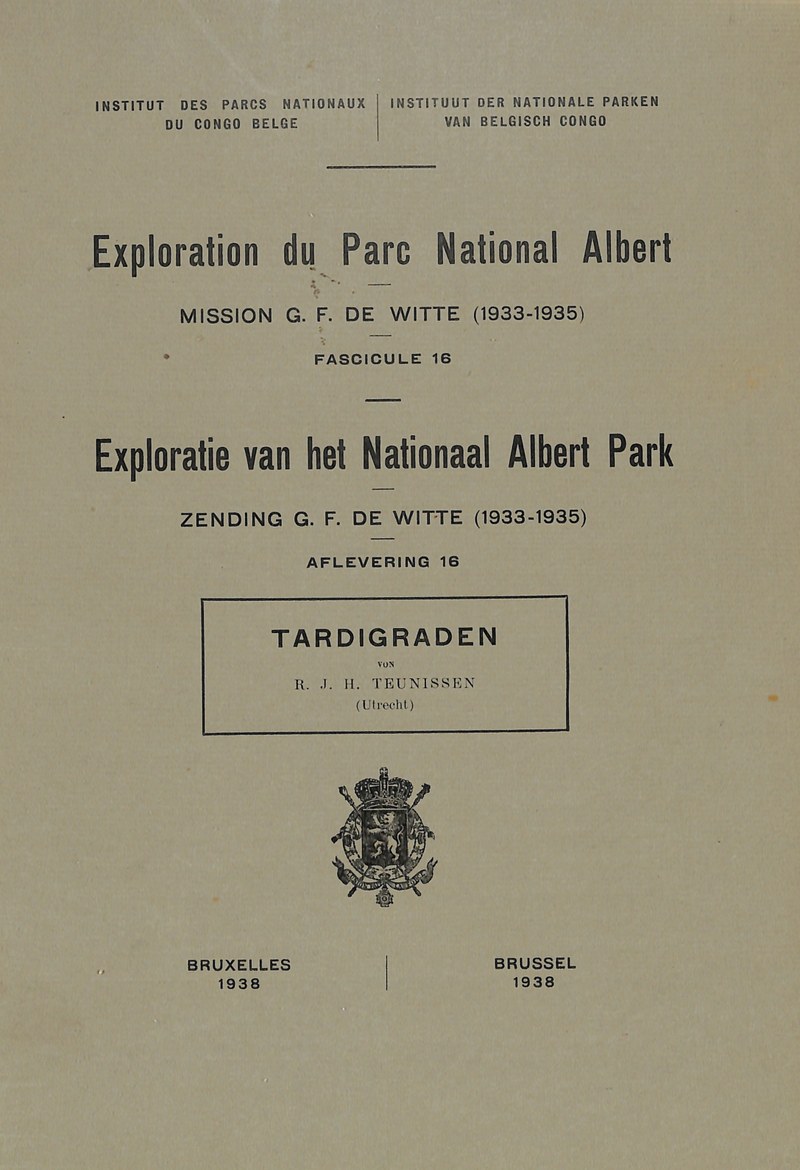 INSTITUT DES PARCS NATIONAUX
DU CONGO BELGE
INSTITUUT DER NATIONALE PARKEN
VAN BELGISCH CONGO
Exploration du Parc National Albert
MISSION G. F. DE WITTE (1933-1935)
FASCICULE 16
Exploratie van het Nationaal Albert Park
ZENDING G. F. DE WITTE (1933-1935)
AFLEVERING 16
TARDIGRADEN
VON
R. J. H. TEUNISSEN
(Utrecht)
BRUXELLES
1938
BRUSSEL
1938